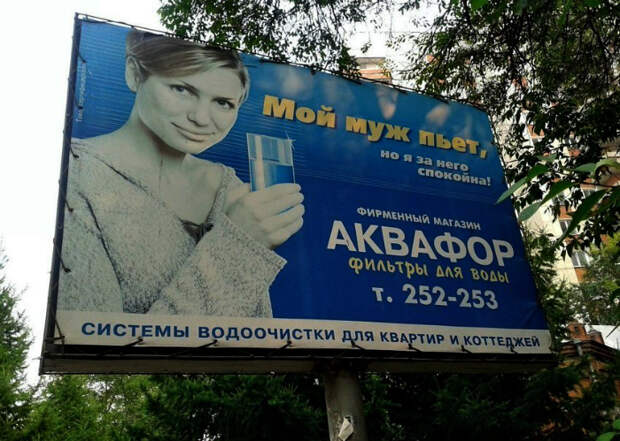 Мой муж пьет,
но я за него
спокойна!
ФИРМЕННЫЙ МАГАЗИН
АКВАФОР
ФИЛЬТРЫ ДЛЯ ВОДЫ
т. 252-253
СИСТЕМЫ ВОДООЧИСТКИ ДЛЯ КВАРТИР И КОТТЕДЖЕЙ